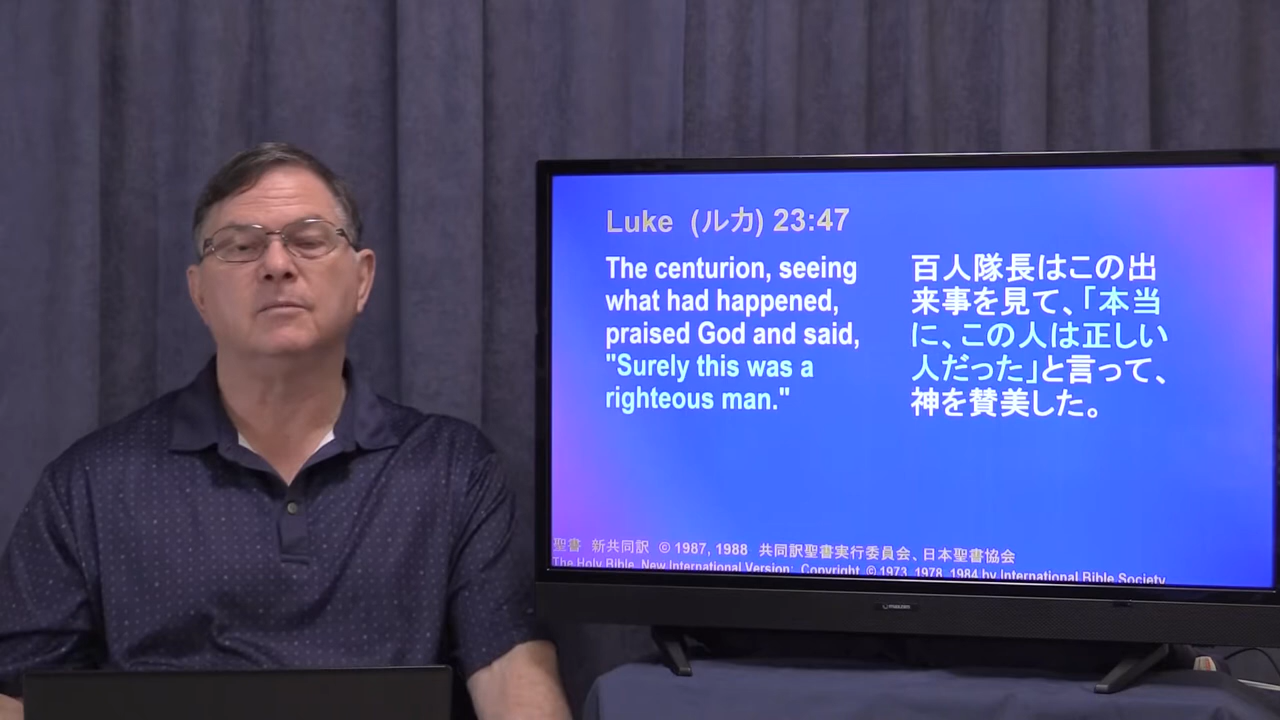 Luke (ルカ) 23:47
The centurion, seeing
what had happened,
praised God and said,
"Surely this was a
righteous man."
百人隊長はこの出
来事を見て、「本当
に、この人は正しい
人だった」と言って、
神を賛美した。
聖書 新共同訳 © 1987, 1988 共同訳聖書実行委員会、日本聖書協会
The Holy Bible, New International Version; Copyright © 1973, 1978, 1984 by International Bible Society